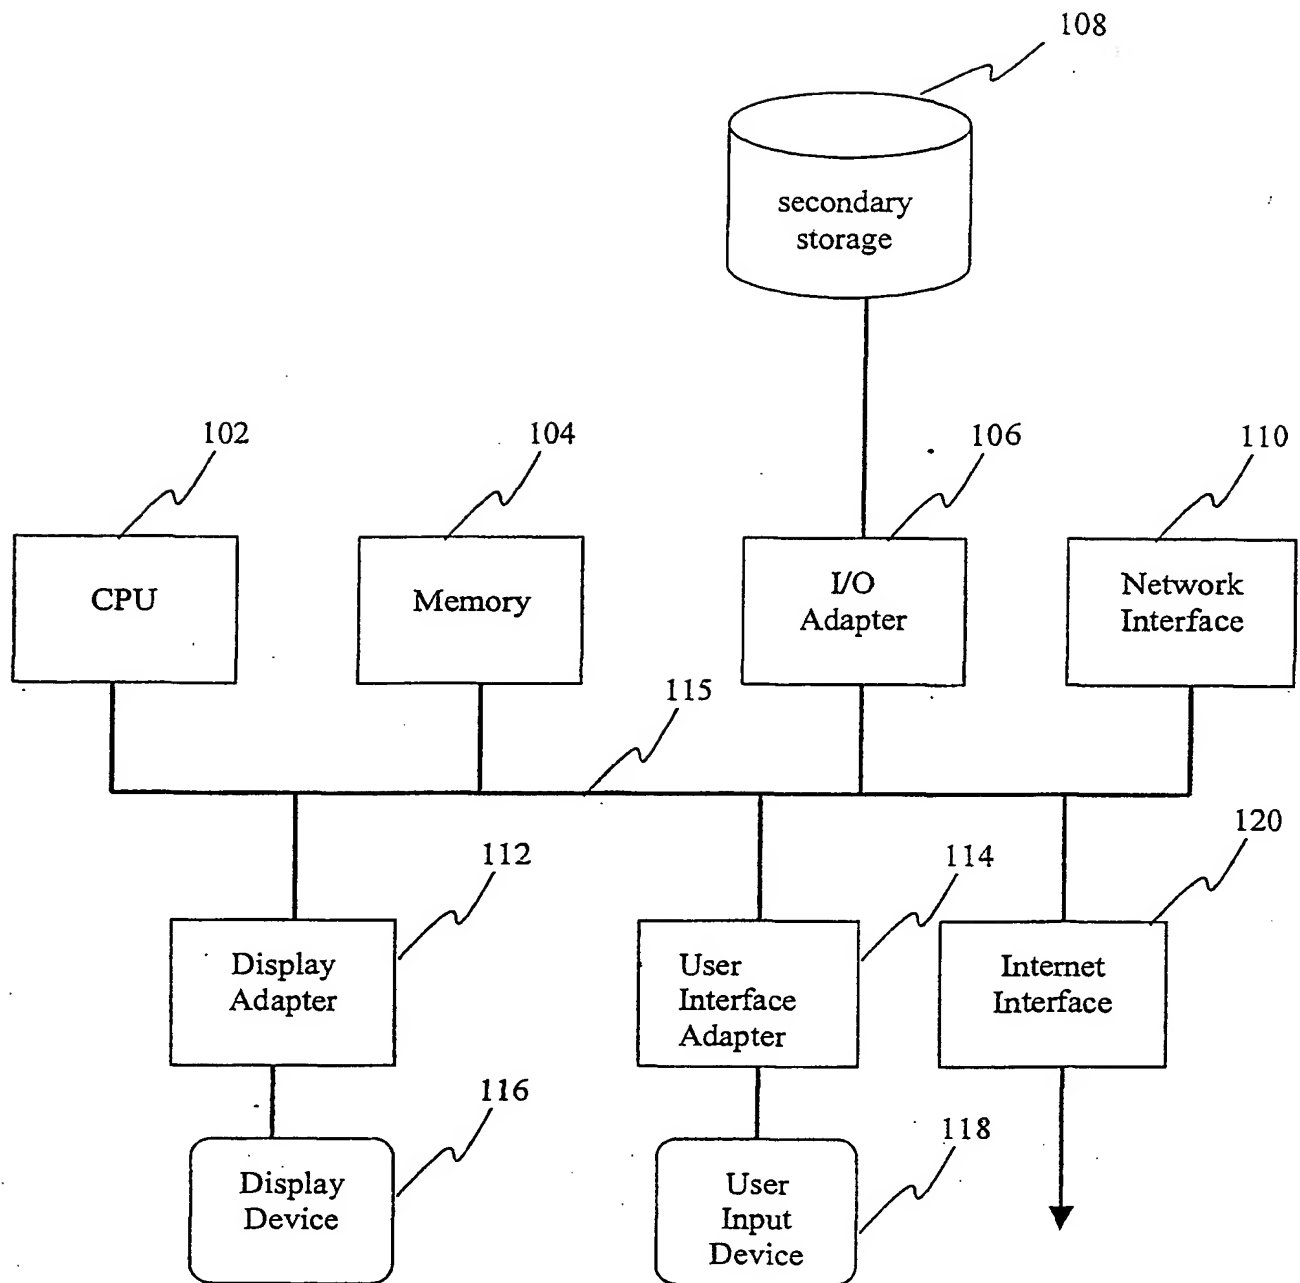 108
secondary
storage
102
104
106
110
CPU
Memory
I/O
Adapter
Network
Interface
115
112
114
120
Display
Adapter
User
Interface
Adapter
Internet
Interface
116
118
Display
Device
User
Input
Device